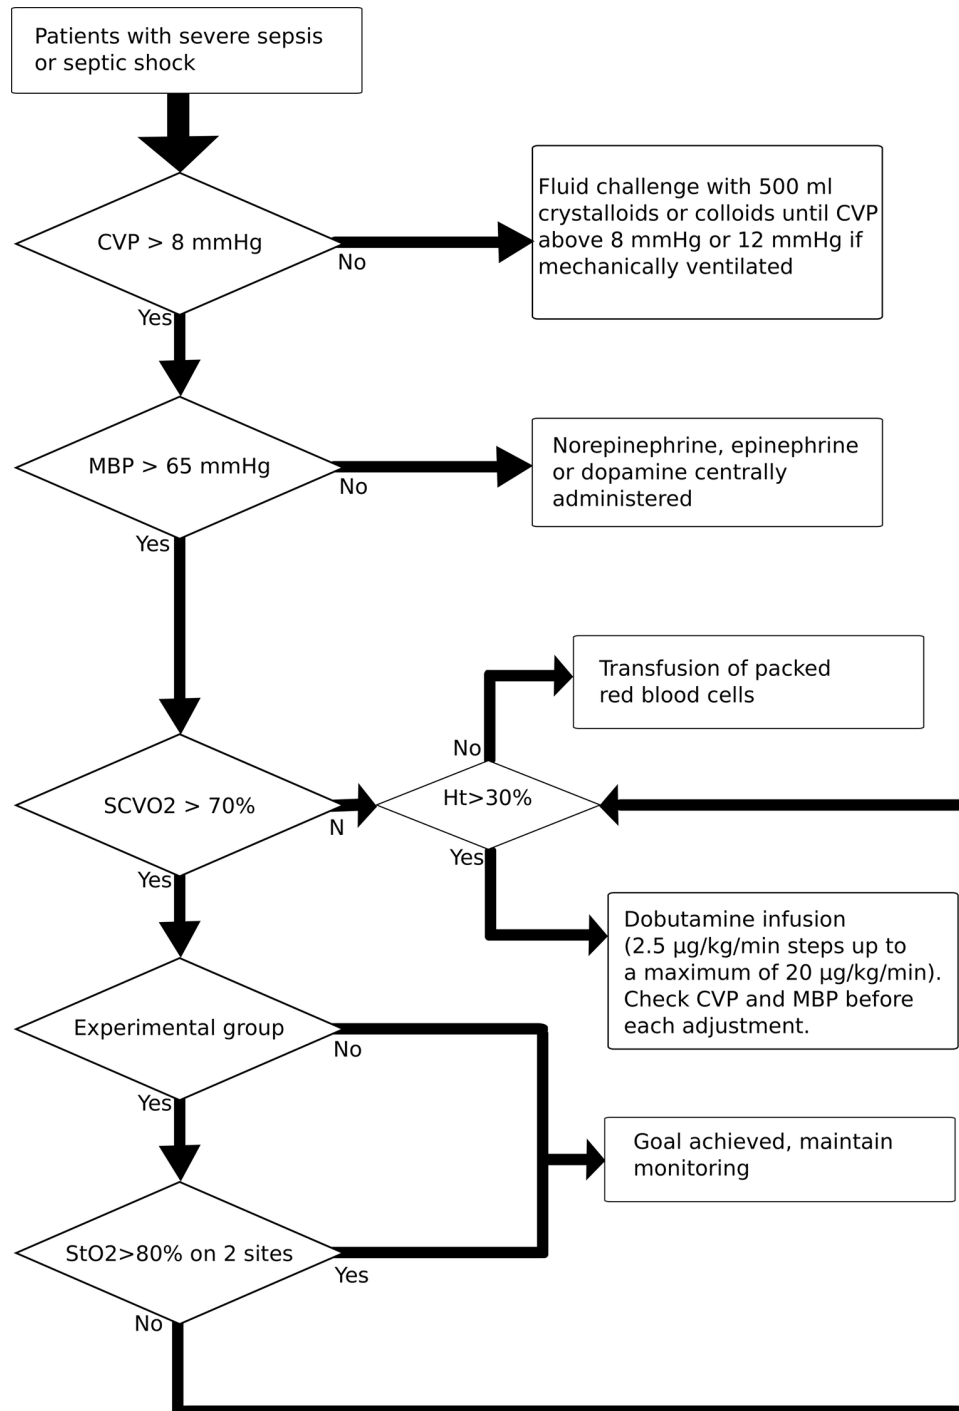 Patients with severe sepsis
or septic shock
CVP > 8 mmHg
No
Yes
Fluid challenge with 500 ml
crystalloids or colloids until CVP
above 8 mmHg or 12 mmHg if
mechanically ventilated
MBP > 65 mmHg
No
Yes
Norepinephrine, epinephrine
or dopamine centrally
administered
Transfusion of packed
red blood cells
No
Ht>30%
Yes
SCVO2 > 70%
N
Yes
Dobutamine infusion
(2.5 µg/kg/min steps up to
a maximum of 20 µg/kg/min).
Check CVP and MBP before
each adjustment.
Experimental group
No
Yes
Goal achieved, maintain
monitoring
StO2>80% on 2 sites
Yes
No